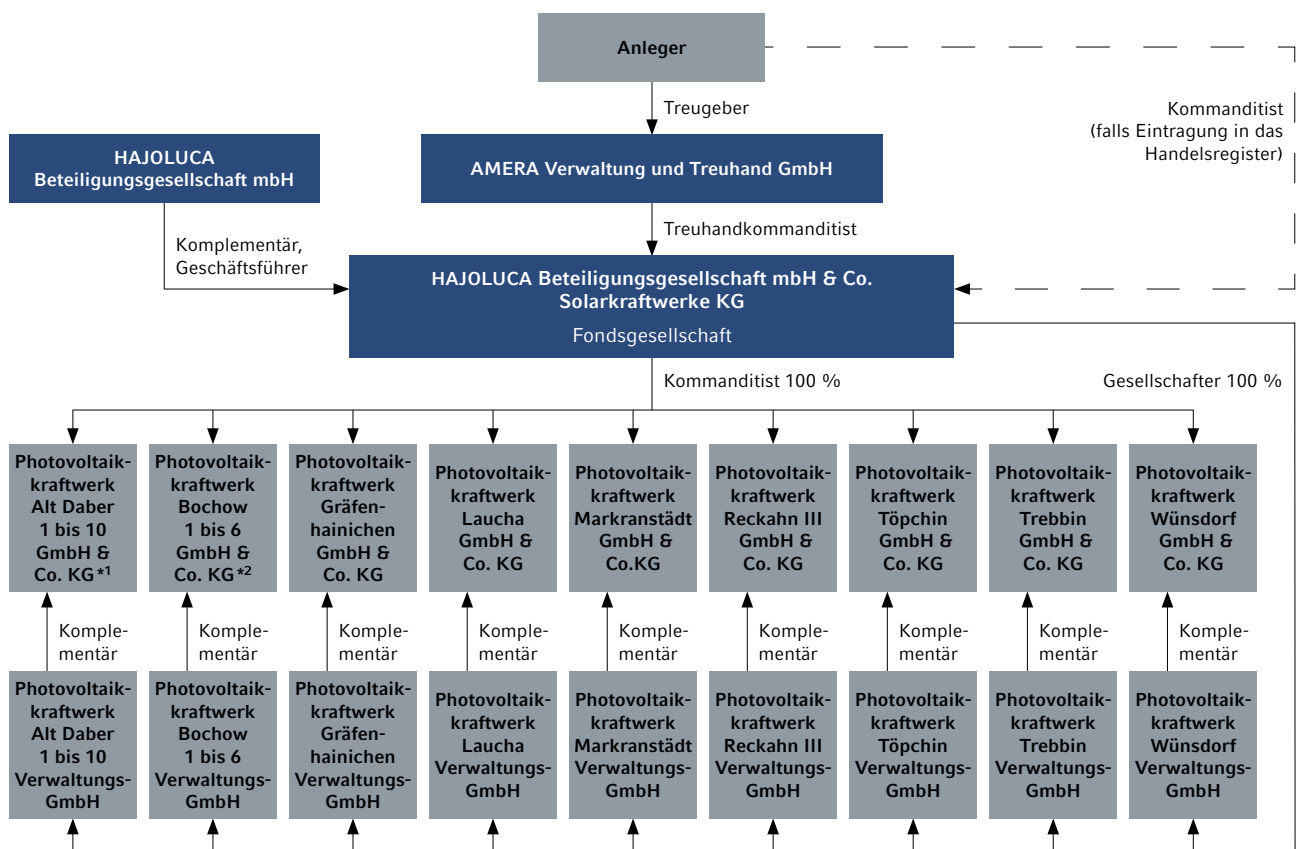 Anleger
Treugeber
Kommanditist
(falls Eintragung in das
Handelsregister)
HAJOLUCA
Beteiligungsgesellschaft mbH
AMERA Verwaltung und Treuhand GmbH
Komplementär,
Geschäftsführer
Treuhandkommanditist
HAJOLUCA Beteiligungsgesellschaft mbH & Co.
Solarkraftwerke KG
Fondsgesellschaft
Kommanditist 100 %
Gesellschafter 100 %
Photovoltaik-
kraftwerk
Alt Daber
1 bis 10
GmbH &
Co. KG*1
Photovoltaik-
kraftwerk
Bochow
1 bis 6
GmbH &
Co. KG*2
Photovoltaik-
kraftwerk
Gräfen-
hainichen
GmbH &
Co. KG
Photovoltaik-
kraftwerk
Laucha
GmbH &
Co. KG
Photovoltaik-
kraftwerk
Markranstädt
GmbH &
Co.KG
Photovoltaik-
kraftwerk
Reckahn III
GmbH &
Co. KG
Photovoltaik-
kraftwerk
Töpchin
GmbH &
Co. KG
Photovoltaik-
kraftwerk
Trebbin
GmbH &
Co. KG
Photovoltaik-
kraftwerk
Wünsdorf
GmbH &
Co. KG
Komple-
mentär
Komple-
mentär
Komple-
mentär
Komple-
mentär
Komple-
mentär
Komple-
mentär
Komple-
mentär
Komple-
mentär
Komple-
mentär
Photovoltaik-
kraftwerk
Alt Daber
1 bis 10
Verwaltungs-
GmbH
Photovoltaik-
kraftwerk
Bochow
1 bis 6
Verwaltungs-
GmbH
Photovoltaik-
kraftwerk
Gräfen-
hainichen
Verwaltungs-
GmbH
Photovoltaik-
kraftwerk
Laucha
Verwaltungs-
GmbH
Photovoltaik-
kraftwerk
Markranstädt
Verwaltungs-
GmbH
Photovoltaik-
kraftwerk
Reckahn III
Verwaltungs-
GmbH
Photovoltaik-
kraftwerk
Töpchin
Verwaltungs-
GmbH
Photovoltaik-
kraftwerk
Trebbin
Verwaltungs-
GmbH
Photovoltaik-
kraftwerk
Wünsdorf
Verwaltungs-
GmbH